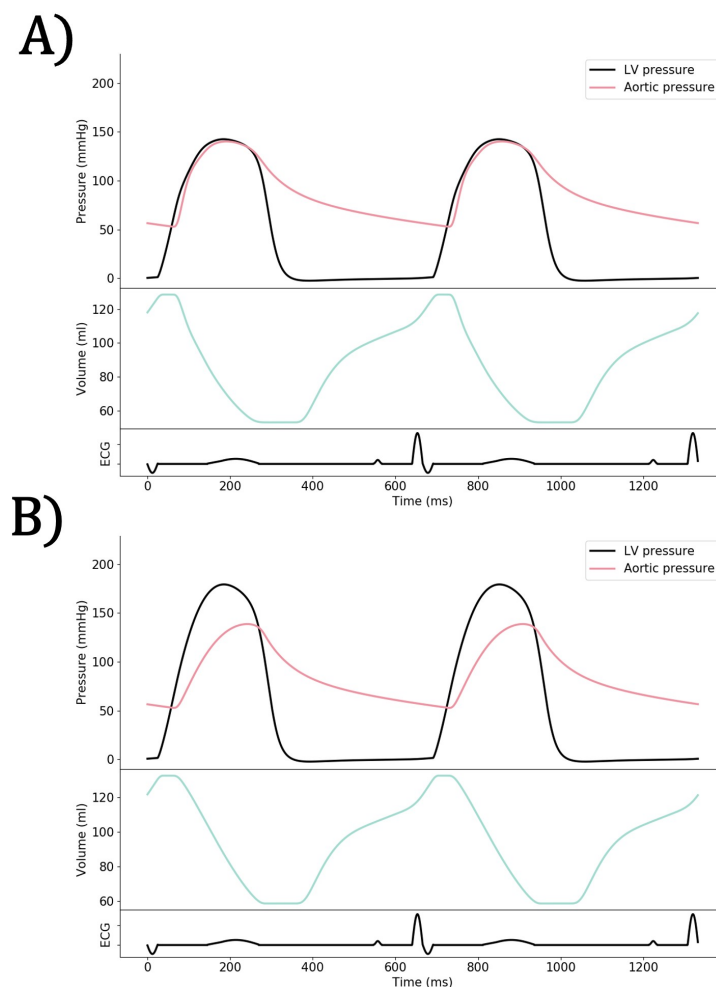 A)
LV pressure
Aortic pressure
200
150
100
50
0
Pressure (mmHg)
120
100
80
60
Volume (ml)
ECG
0 200 400 600 800 1000 1200
Time (ms)
B)
LV pressure
Aortic pressure
200
150
100
50
0
Pressure (mmHg)
120
100
80
60
Volume (ml)
ECG
0 200 400 600 800 1000 1200
Time (ms)